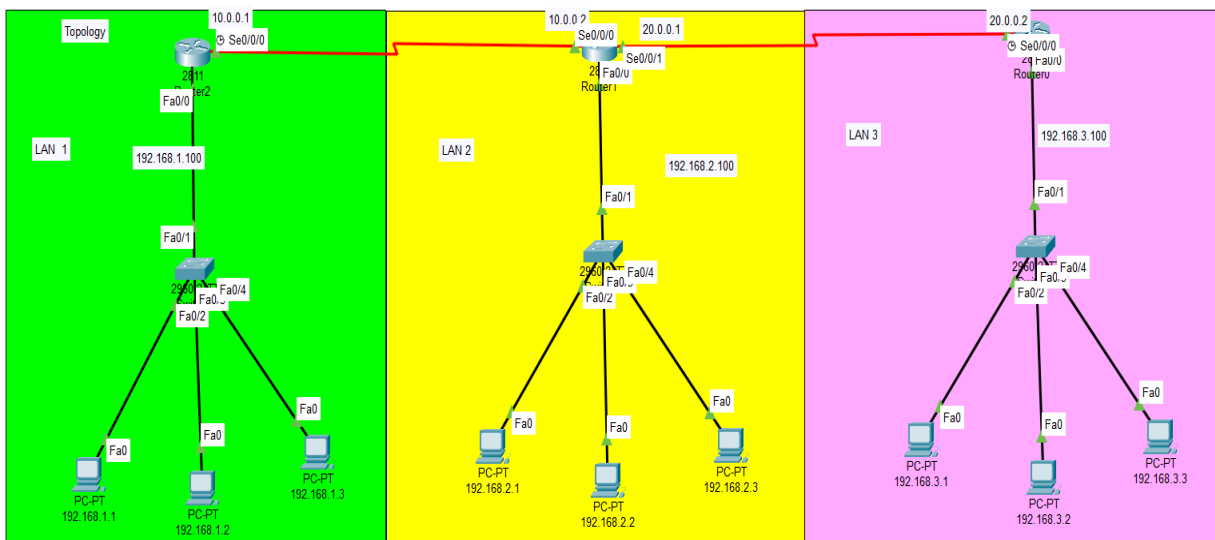 Topology
10.0.0.1
Se0/0/0
2811
Fa0/0
LAN 1
192.168.1.100
Fa0/1
Fa0/4
Fa0/2
Fa0
Fa0
Fa0
PC-PT
192.168.1.1
PC-PT
192.168.1.2
PC-PT
192.168.1.3
10.0.0.2
Se0/0/0
20.0.0.1
Se0/0/1
Fa0/0
LAN 2
192.168.2.100
Fa0/1
Fa0/4
Fa0/2
Fa0
Fa0
Fa0
PC-PT
192.168.2.1
PC-PT
192.168.2.2
PC-PT
192.168.2.3
20.0.0.2
Se0/0/0
Fa0/0
Router0
LAN 3
192.168.3.100
Fa0/1
Fa0/4
Fa0/2
Fa0
Fa0
Fa0
PC-PT
192.168.3.1
PC-PT
192.168.3.2
PC-PT
192.168.3.3